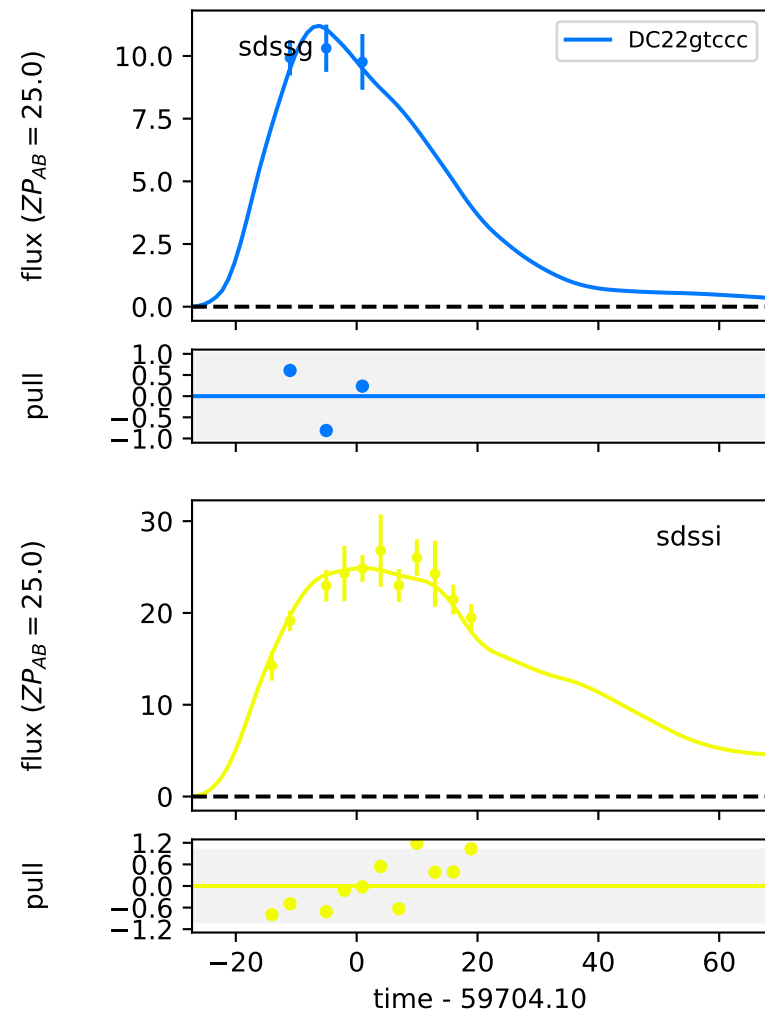 sdssg
DC22gtccc
flux (ZP_AB = 25.0)
10.0
7.5
5.0
2.5
0.0
pull
1.0
0.5
0.0
−0.5
−1.0
sdssi
flux (ZP_AB = 25.0)
30
20
10
0
pull
1.2
0.6
0.0
−0.6
−1.2
−20 0 20 40 60
time - 59704.10